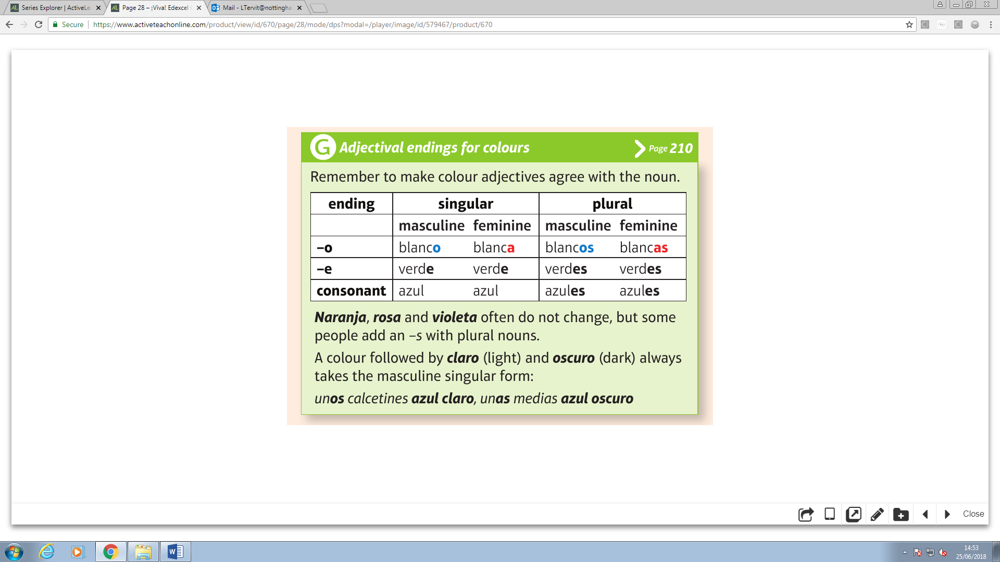 Series Explorer | ActiveLe
Page 28 – ¡Viva! Edexcel
Mail - LTervit@nottingha
Secure
https://www.activeteachonline.com/product/view/id/670/page/28/mode/dps?modal=/player/image/id/579467/product/670
G Adjectival endings for colours Page 210
Remember to make colour adjectives agree with the noun.
ending singular plural
masculine feminine masculine feminine
–o blanco blanca blancos blancas
–e verde verde verdes verdes
consonant azul azul azules azules
Naranja, rosa and violeta often do not change, but some
people add an –s with plural nouns.
A colour followed by claro (light) and oscuro (dark) always
takes the masculine singular form:
unos calcetines azul claro, unas medias azul oscuro
Close
14:53
25/06/2018